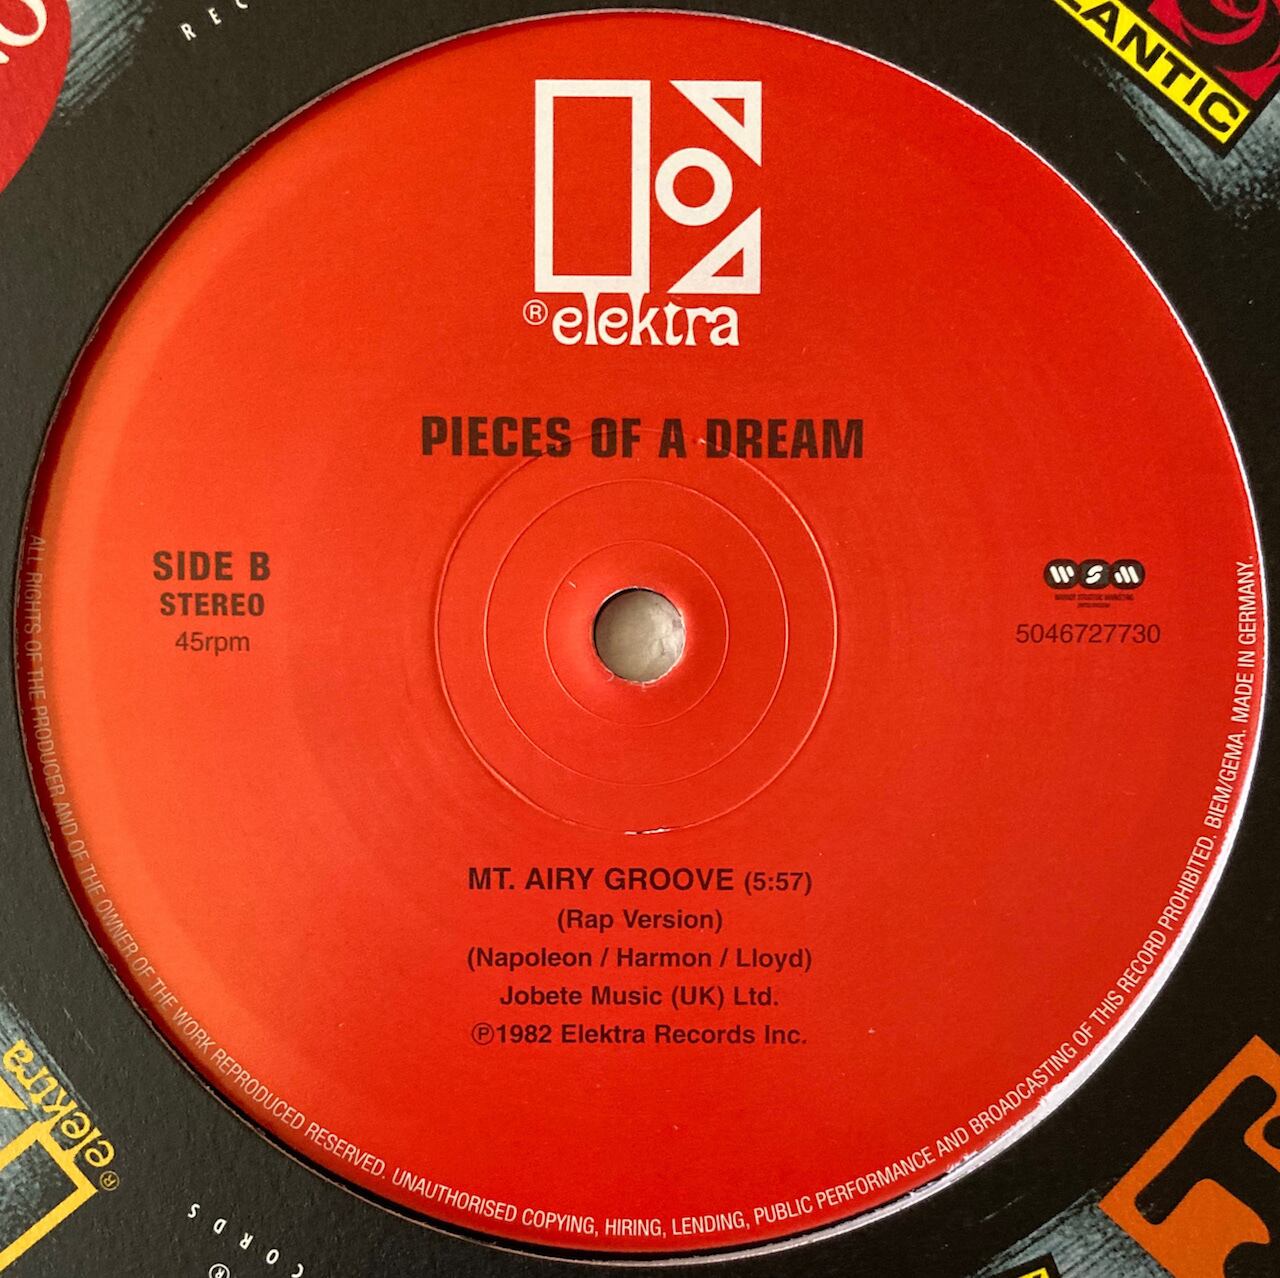 REC
LANTIC
® elektra
PIECES OF A DREAM
SIDE B
STEREO
45rpm
WSM
5046727730
MT. AIRY GROOVE (5:57)
(Rap Version)
(Napoleon / Harmon / Lloyd)
Jobete Music (UK) Ltd.
℗1982 Elektra Records Inc.
ALL RIGHTS OF THE PRODUCER AND OF THE OWNER OF THE WORK REPRODUCED RESERVED. UNAUTHORISED COPYING, HIRING, LENDING, PUBLIC PERFORMANCE AND BROADCASTING OF THIS RECORD PROHIBITED. BIEM/GEMA. MADE IN GERMANY.
elektra®
CORDS
®